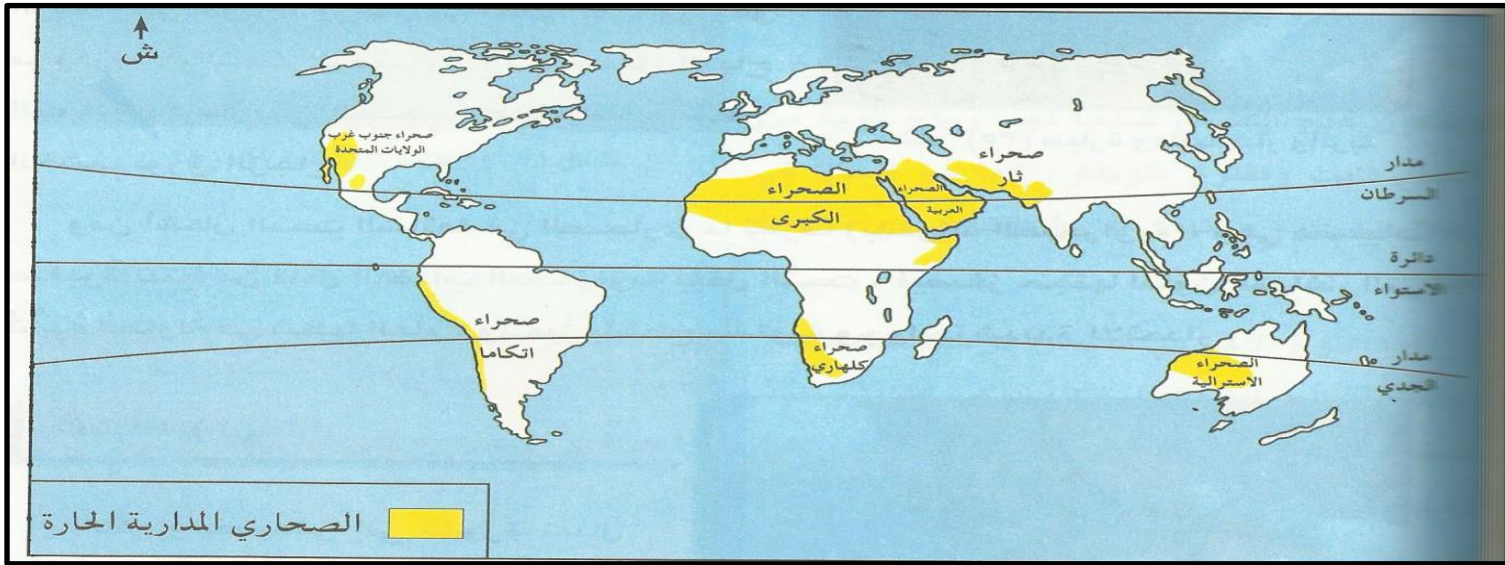 ش
صحراء جنوب غرب
الولايات المتحدة
صحراء
ثار
مدار
السرطان
الصحراء
الكبرى
الصحراء
العربية
دائرة
الاستواء
صحراء
اتكاما
صحراء
كلهاري
الصحراء
الاسترالية
مدار
الجدي
الصحاري المدارية الحارة